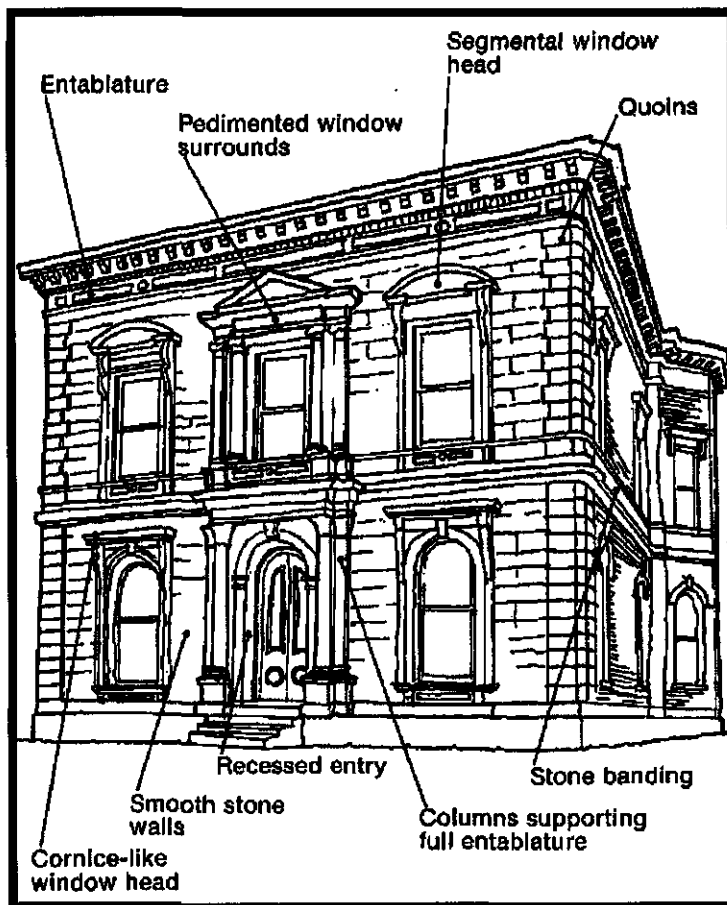 Segmental window
head
Entablature
Quoins
Pedimented window
surrounds
Recessed entry
Stone banding
Smooth stone
walls
Columns supporting
full entablature
Cornice-like
window head